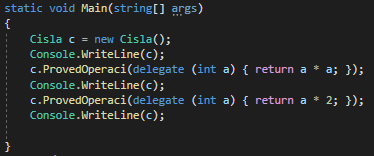 static void Main(string[] args)
{
Cisla c = new Cisla();
Console.WriteLine(c);
c.ProvedOperaci(delegate (int a) { return a * a; });
Console.WriteLine(c);
c.ProvedOperaci(delegate (int a) { return a * 2; });
Console.WriteLine(c);
}